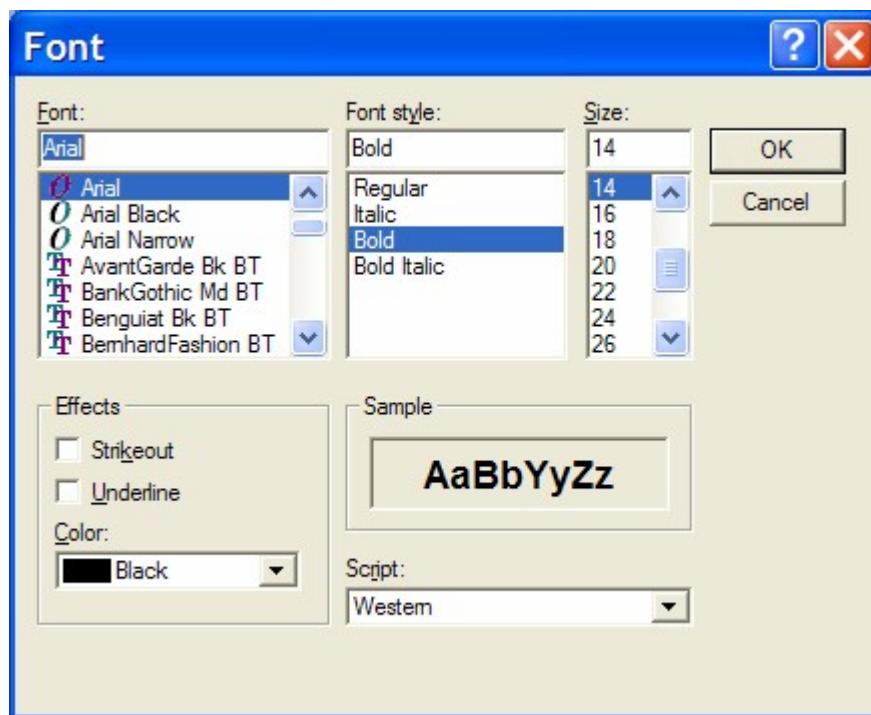 Font
?
Font:
Arial
Arial
Arial Black
Arial Narrow
AvantGarde Bk BT
BankGothic Md BT
Benguiat Bk BT
BernhardFashion BT
Font style:
Bold
Regular
Italic
Bold
Bold Italic
Size:
14
14
16
18
20
22
24
26
OK
Cancel
Effects
Strikeout
Underline
Color:
Black
Sample
AaBbYyZz
Script:
Western